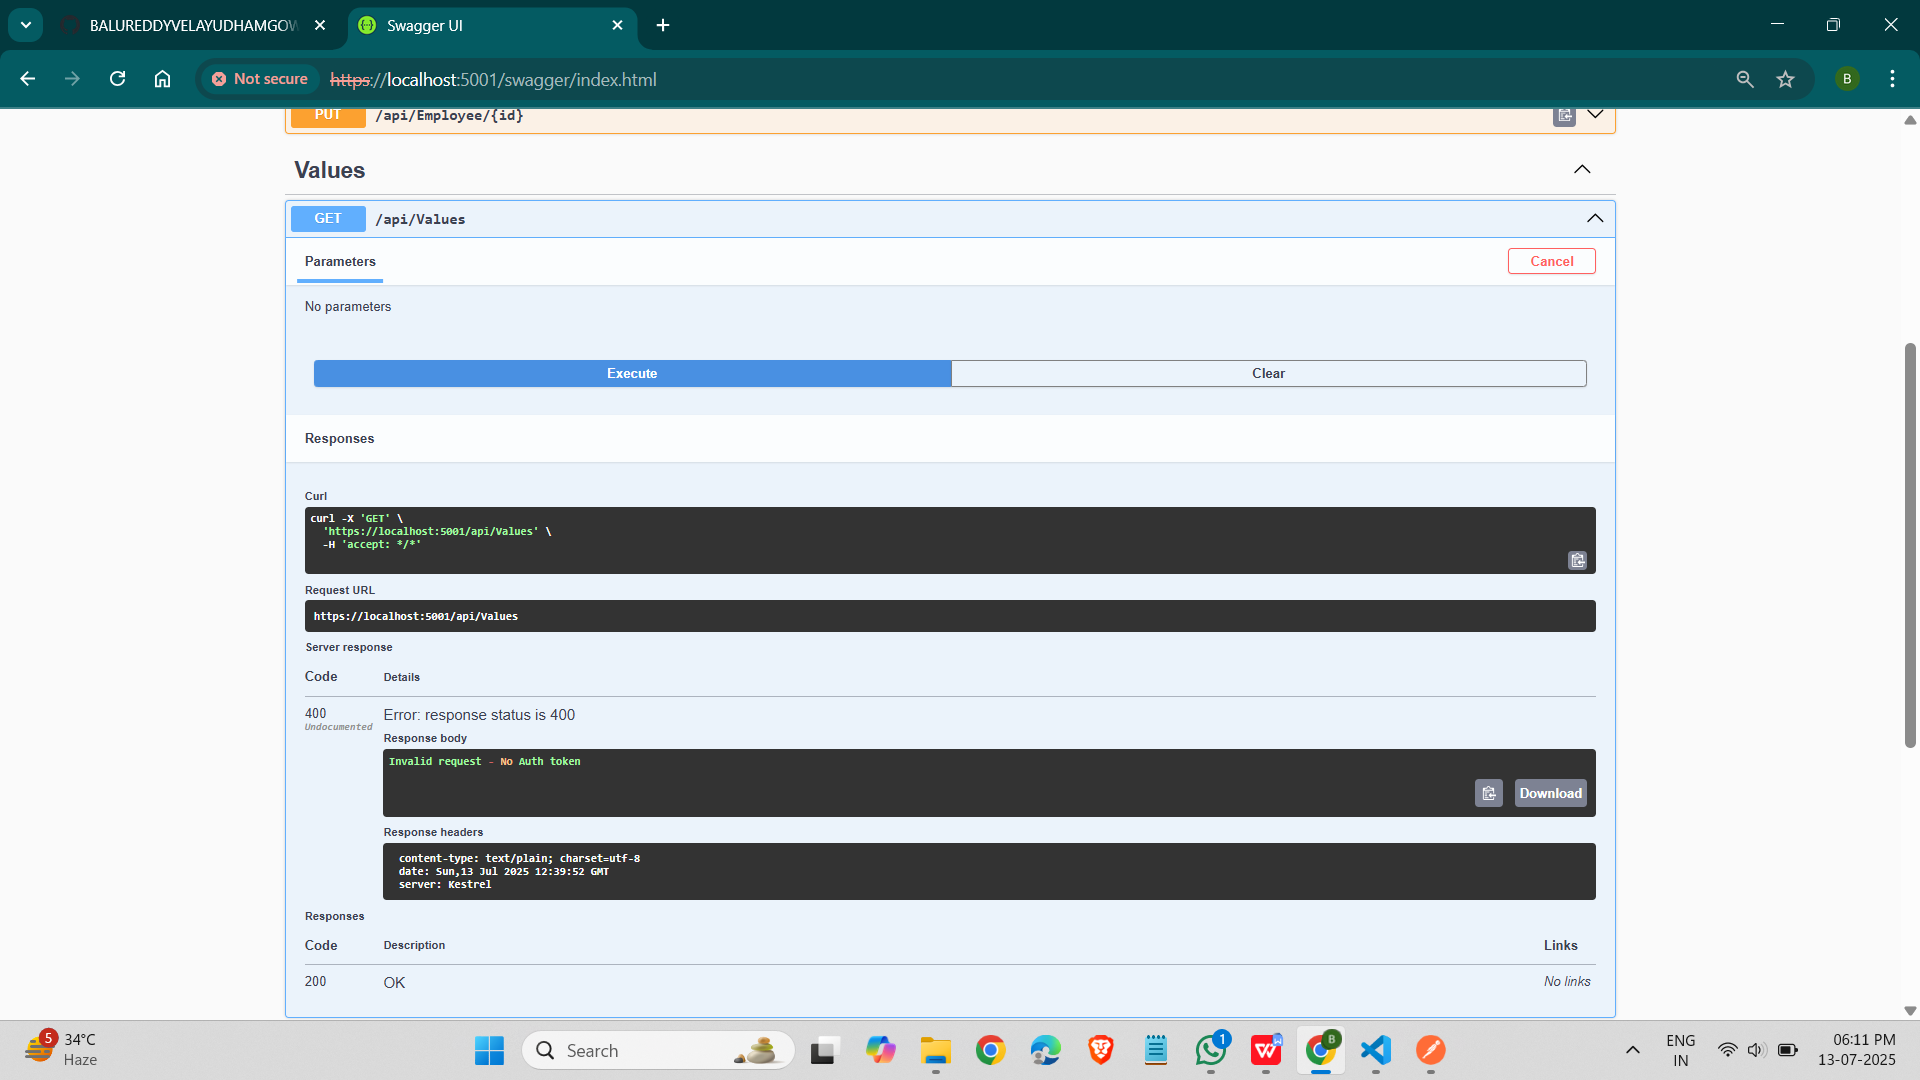 BALUREDDYVELAYUDHAMGOW
Swagger UI
Not secure
https://localhost:5001/swagger/index.html
B
PUT /api/Employee/{id}
Values
GET /api/Values
Parameters
Cancel
No parameters
Execute
Clear
Responses
Curl
curl -X 'GET' \
'https://localhost:5001/api/Values' \
-H 'accept: */*'
Request URL
https://localhost:5001/api/Values
Server response
Code Details
400 Error: response status is 400
Undocumented
Response body
Invalid request - No Auth token
Download
Response headers
content-type: text/plain; charset=utf-8
date: Sun,13 Jul 2025 12:39:52 GMT
server: Kestrel
Responses
Code Description Links
200 OK No links
5
34°C
Haze
Search
1
W
W
B
ENG
IN
06:11 PM
13-07-2025